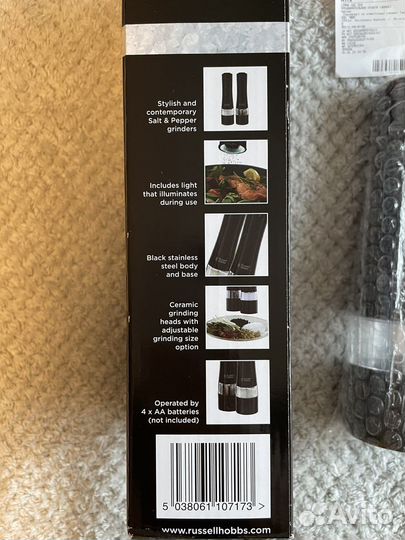 Stylish and
contemporary
Salt & Pepper
grinders
Includes light
that illuminates
during use
Black stainless
steel body
and base
Ceramic
grinding
heads with
adjustable
grinding size
option
Operated by
4 x AA batteries
(not included)
5 038061 107173 >
www.russellhobbs.com
Avito